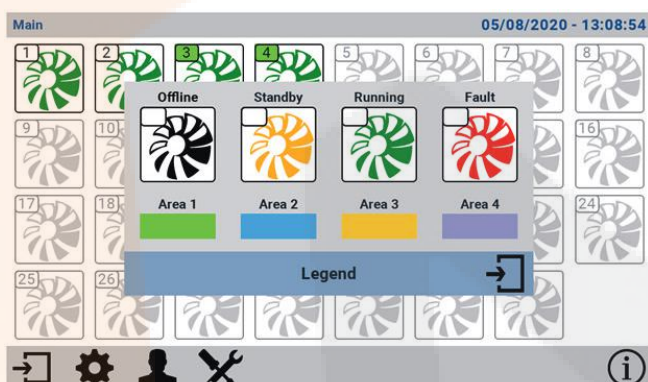 Main 05/08/2020 - 13:08:54
1 2 3 4 5 6 7 8
Offline Standby Running Fault
9 10 16
Area 1 Area 2 Area 3 Area 4
17 18 24
Legend
25 26
i